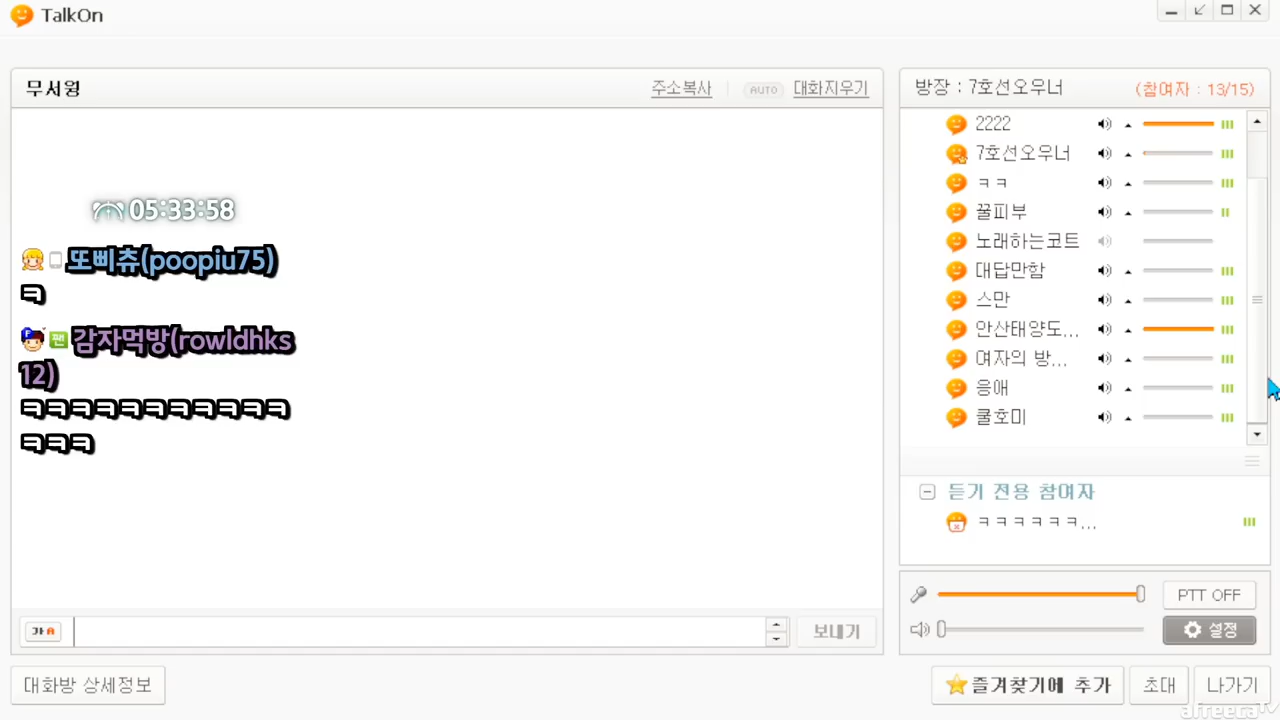 TalkOn
무서웡
주소복사
AUTO
대화지우기
05:33:58
또삐츄(poopiu75)
ㅋ
팬 감자먹방(rowldhks
12)
ㅋㅋㅋㅋㅋㅋㅋㅋㅋㅋㅋ
ㅋㅋㅋ
가a
보내기
대화방 상세정보
방장 : 7호선오우너
(참여자 : 13/15)
2222
7호선오우너
ㅋㅋ
꿀피부
노래하는코트
대답만함
스만
안산태양도...
여자의 방...
응애
쿨호미
듣기 전용 참여자
ㅋㅋㅋㅋㅋㅋ...
PTT OFF
설정
즐겨찾기에 추가
초대
나가기
afreecaTV